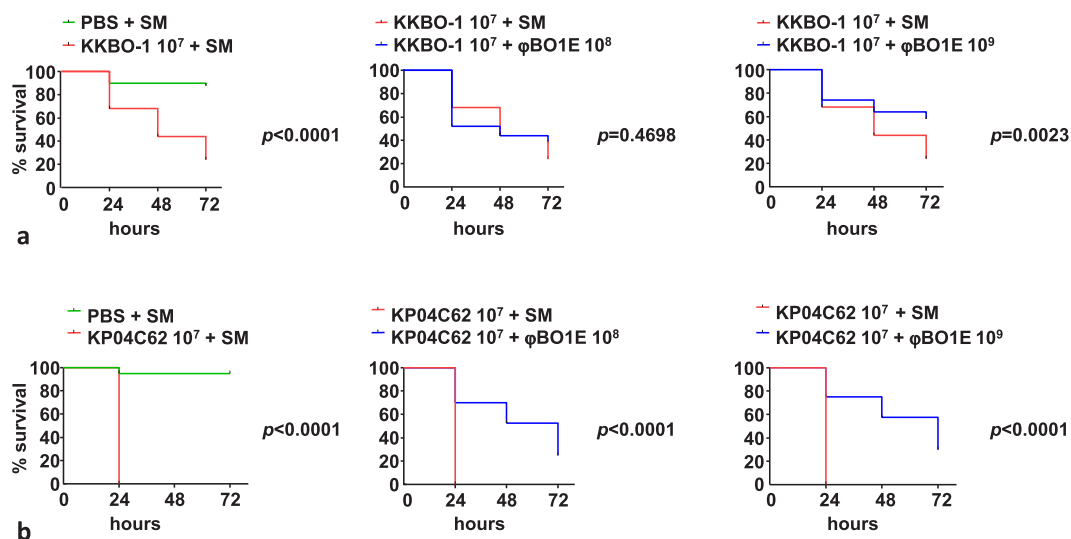 PBS + SM
KKBO-1 10⁷ + SM
% survival
100
80
60
40
20
0
0 24 48 72
hours
p<0.0001
KKBO-1 10⁷ + SM
KKBO-1 10⁷ + φBO1E 10⁸
100
80
60
40
20
0
0 24 48 72
hours
p=0.4698
KKBO-1 10⁷ + SM
KKBO-1 10⁷ + φBO1E 10⁹
100
80
60
40
20
0
0 24 48 72
hours
p=0.0023
a
PBS + SM
KP04C62 10⁷ + SM
% survival
100
80
60
40
20
0
0 24 48 72
hours
p<0.0001
KP04C62 10⁷ + SM
KP04C62 10⁷ + φBO1E 10⁸
100
80
60
40
20
0
0 24 48 72
hours
p<0.0001
KP04C62 10⁷ + SM
KP04C62 10⁷ + φBO1E 10⁹
100
80
60
40
20
0
0 24 48 72
hours
p<0.0001
b